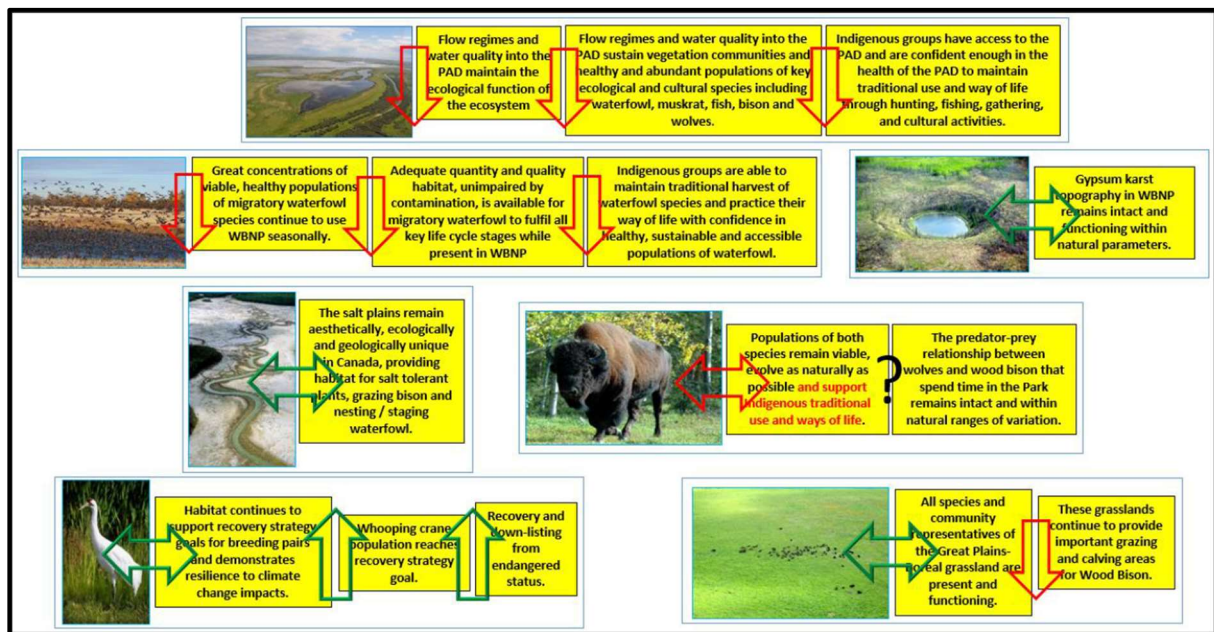 Flow regimes and
water quality into the
PAD maintain the
ecological function of
the ecosystem
Flow regimes and water quality into the
PAD sustain vegetation communities and
healthy and abundant populations of key
ecological and cultural species including
waterfowl, muskrat, fish, bison and
wolves.
Indigenous groups have access to the
PAD and are confident enough in the
health of the PAD to maintain
traditional use and way of life
through hunting, fishing, gathering,
and cultural activities.
Great concentrations of
viable, healthy populations
of migratory waterfowl
species continue to use
WBNP seasonally.
Adequate quantity and quality
habitat, unimpaired by
contamination, is available for
migratory waterfowl to fulfil all
key life cycle stages while
present in WBNP
Indigenous groups are able to
maintain traditional harvest of
waterfowl species and practice their
way of life with confidence in
healthy, sustainable and accessible
populations of waterfowl.
Gypsum karst
topography in WBNP
remains intact and
functioning within
natural parameters.
The salt plains remain
aesthetically, ecologically
and geologically unique
in Canada, providing
habitat for salt tolerant
plants, grazing bison and
nesting / staging
waterfowl.
Populations of both
species remain viable,
evolve as naturally as
possible and support
Indigenous traditional
use and ways of life.
?
The predator-prey
relationship between
wolves and wood bison that
spend time in the Park
remains intact and within
natural ranges of variation.
Habitat continues to
support recovery strategy
goals for breeding pairs
and demonstrates
resilience to climate
change impacts.
Whooping crane
population reaches
recovery strategy
goal.
Recovery and
down-listing
from
endangered
status.
All species and
community
representatives of
the Great Plains-
boreal grassland are
present and
functioning.
These grasslands
continue to provide
important grazing
and calving areas
for Wood Bison.